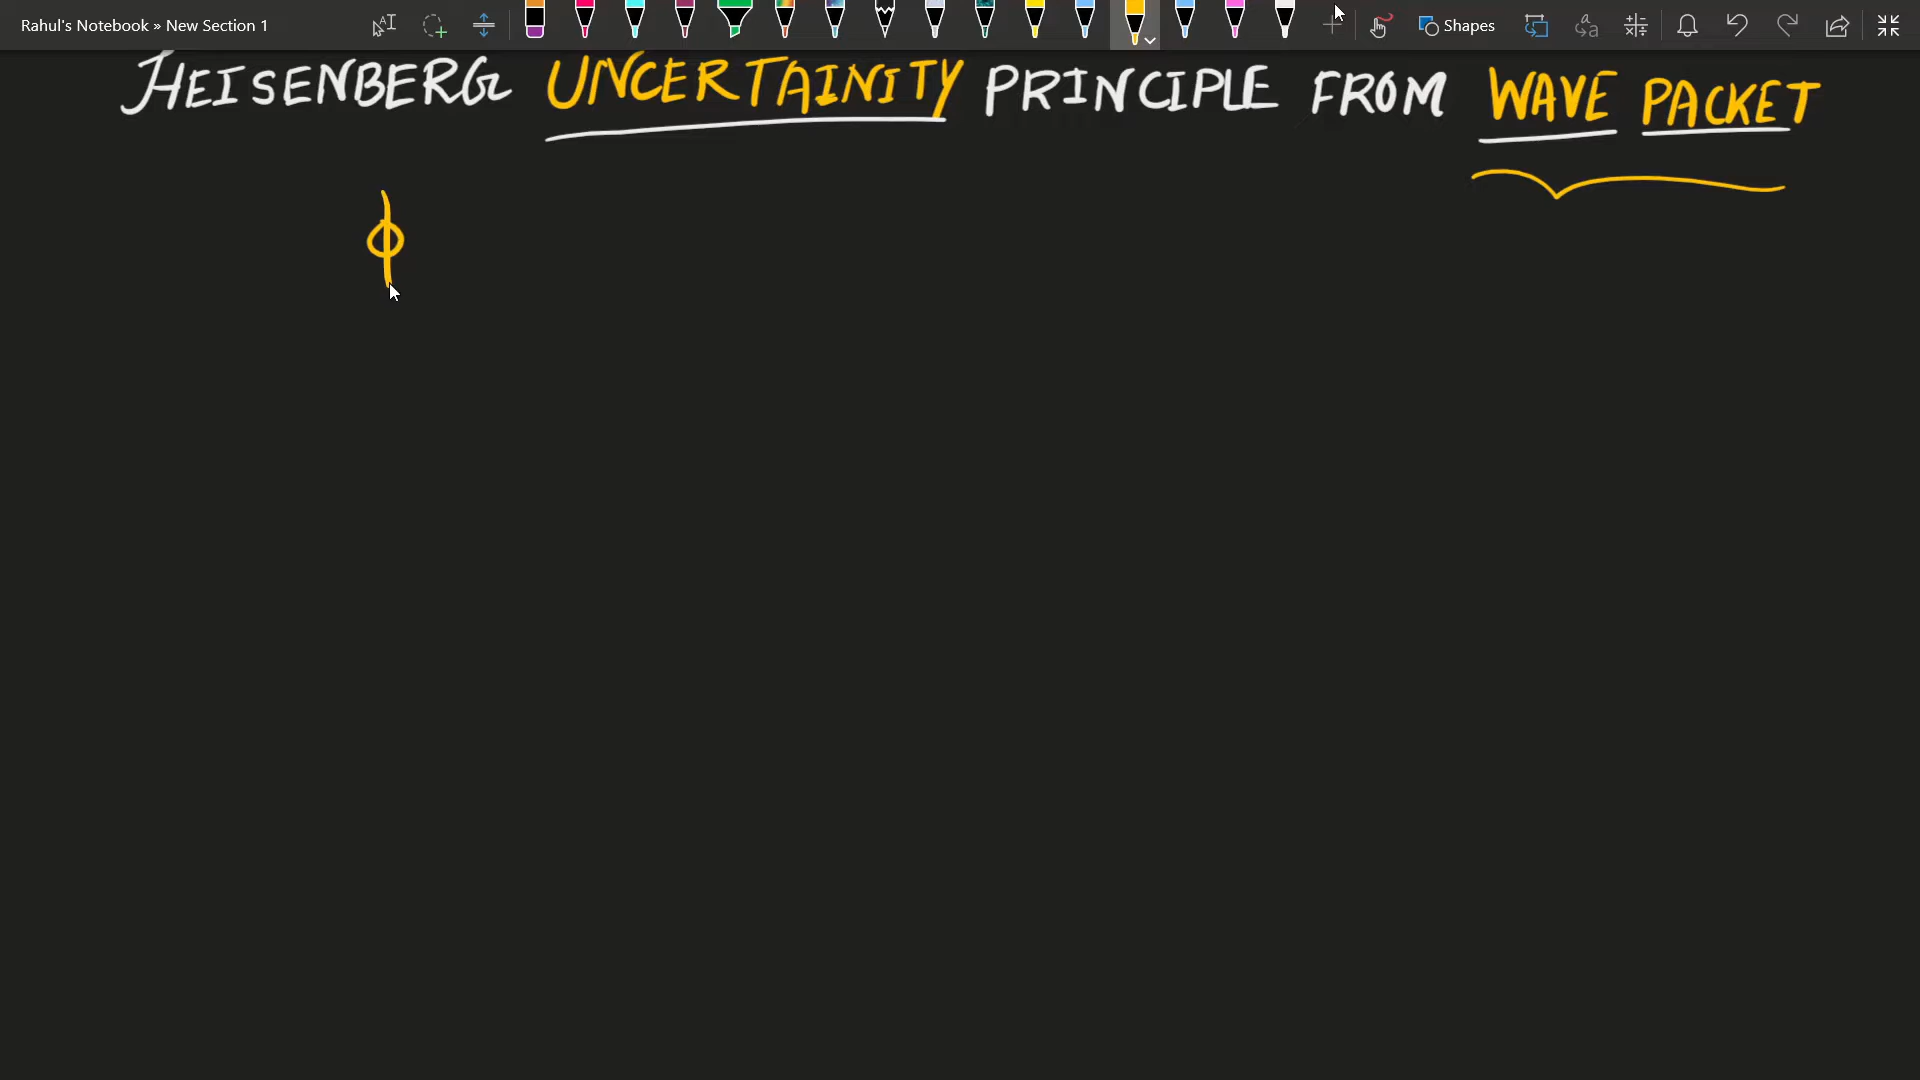 Rahul's Notebook » New Section 1 Shapes
HEISENBERG UNCERTAINITY PRINCIPLE FROM WAVE PACKET
ϕ